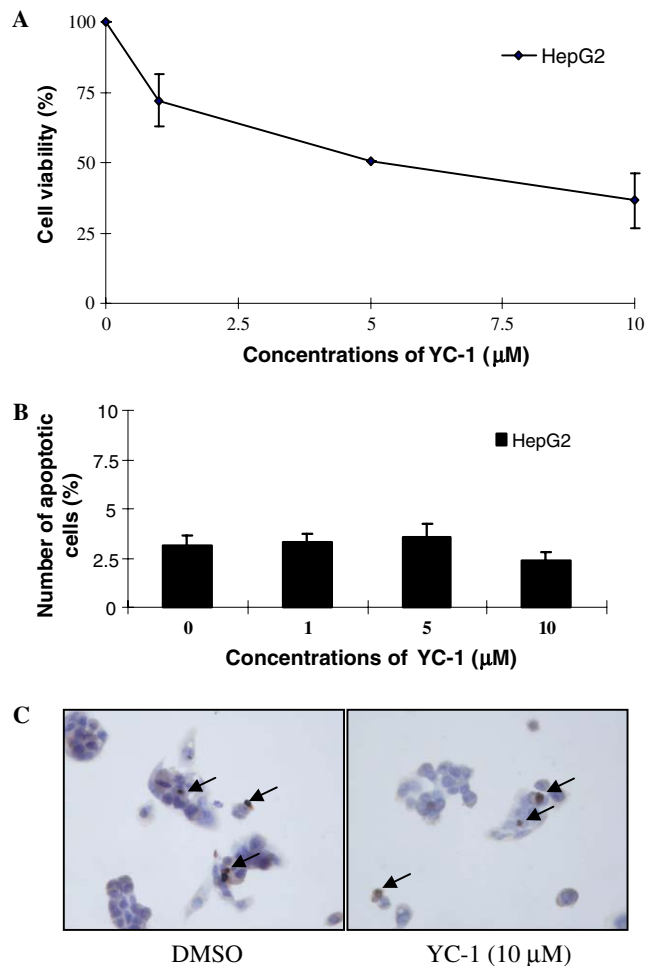 A
100
75
50
25
0
Cell viability (%)
HepG2
0
2.5
5
7.5
10
Concentrations of YC-1 (μM)
B
10
7.5
5
2.5
0
Number of apoptotic
cells (%)
HepG2
0
1
5
10
Concentrations of YC-1 (μM)
C
DMSO
YC-1 (10 μM)